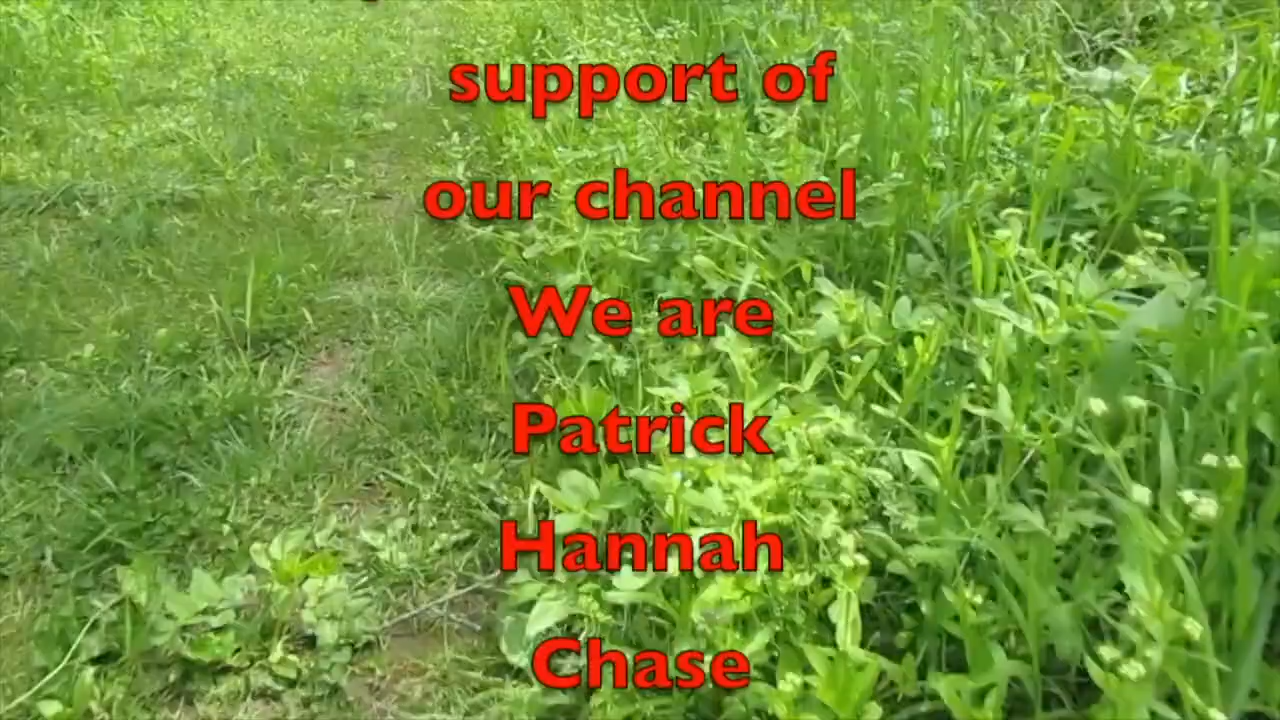 support of
our channel
We are
Patrick
Hannah
Chase